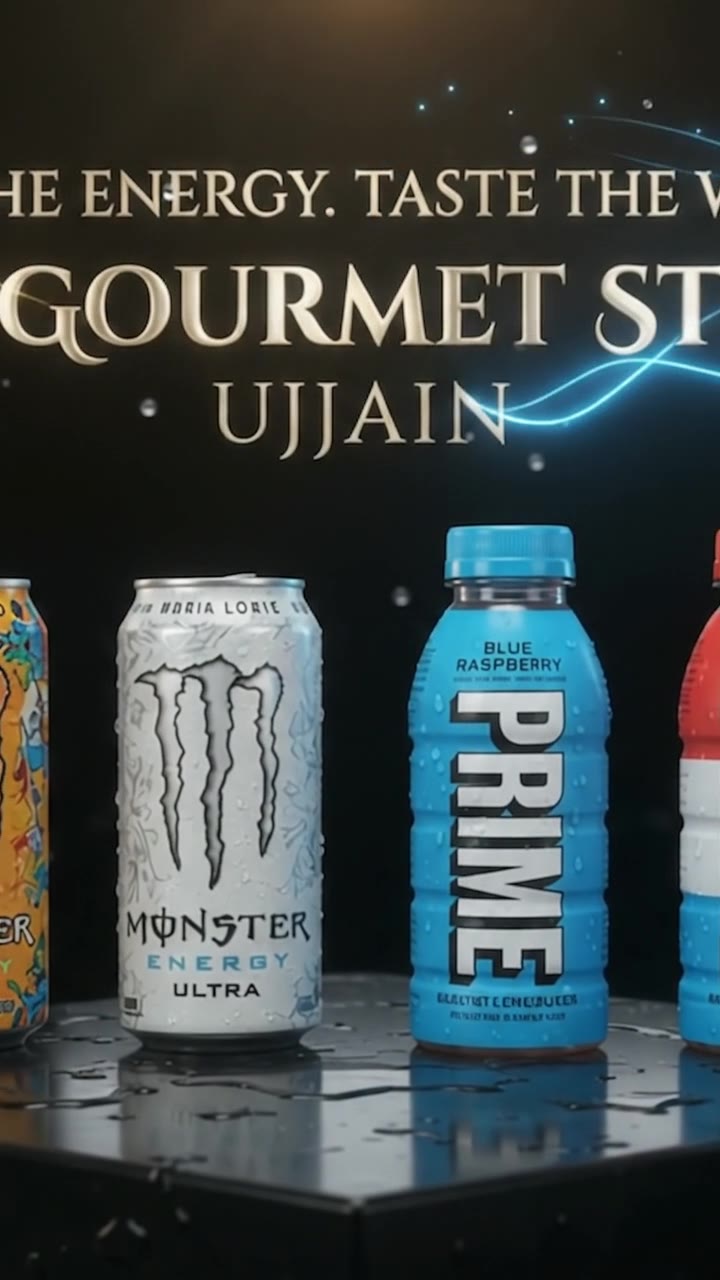 HE ENERGY. TASTE THE W
GOURMET ST
UJJAIN
MONSTER
ENERGY
ULTRA
BLUE
RASPBERRY
PRIME